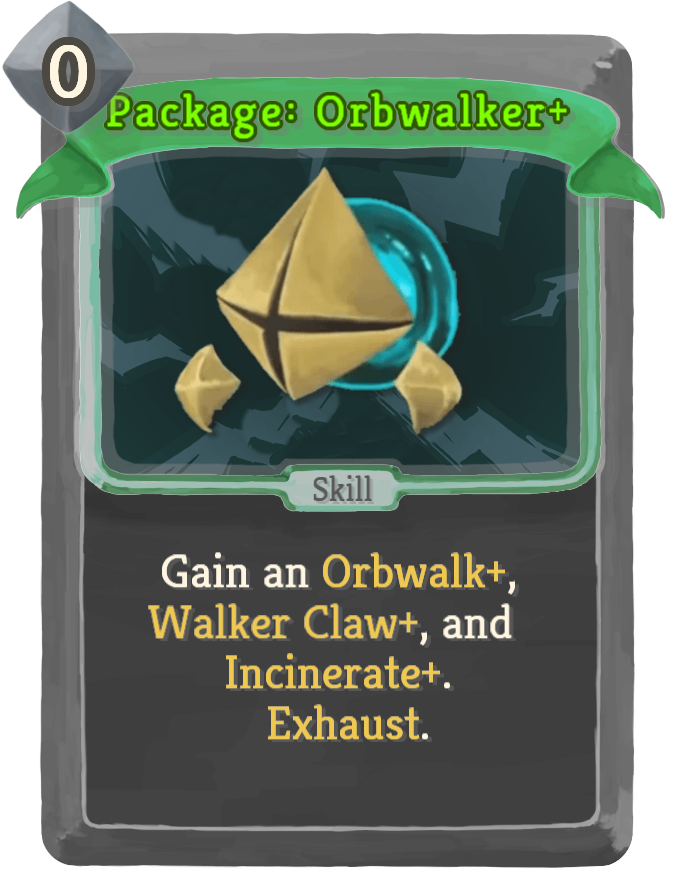 0
Package: Orbwalker+
Skill
Gain an Orbwalk+,
Walker Claw+, and
Incinerate+.
Exhaust.